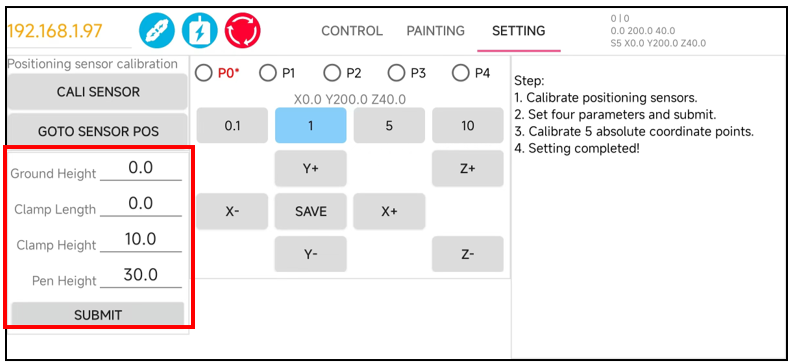 192.168.1.97
CONTROL PAINTING SETTING
0 | 0
0.0 200.0 40.0
S5 X0.0 Y200.0 Z40.0
Positioning sensor calibration
CALI SENSOR
GOTO SENSOR POS
Ground Height 0.0
Clamp Length 0.0
Clamp Height 10.0
Pen Height 30.0
SUBMIT
P0* P1 P2 P3 P4
X0.0 Y200.0 Z40.0
0.1 1 5 10
Y+ Z+
X- SAVE X+
Y- Z-
Step:
1. Calibrate positioning sensors.
2. Set four parameters and submit.
3. Calibrate 5 absolute coordinate points.
4. Setting completed!